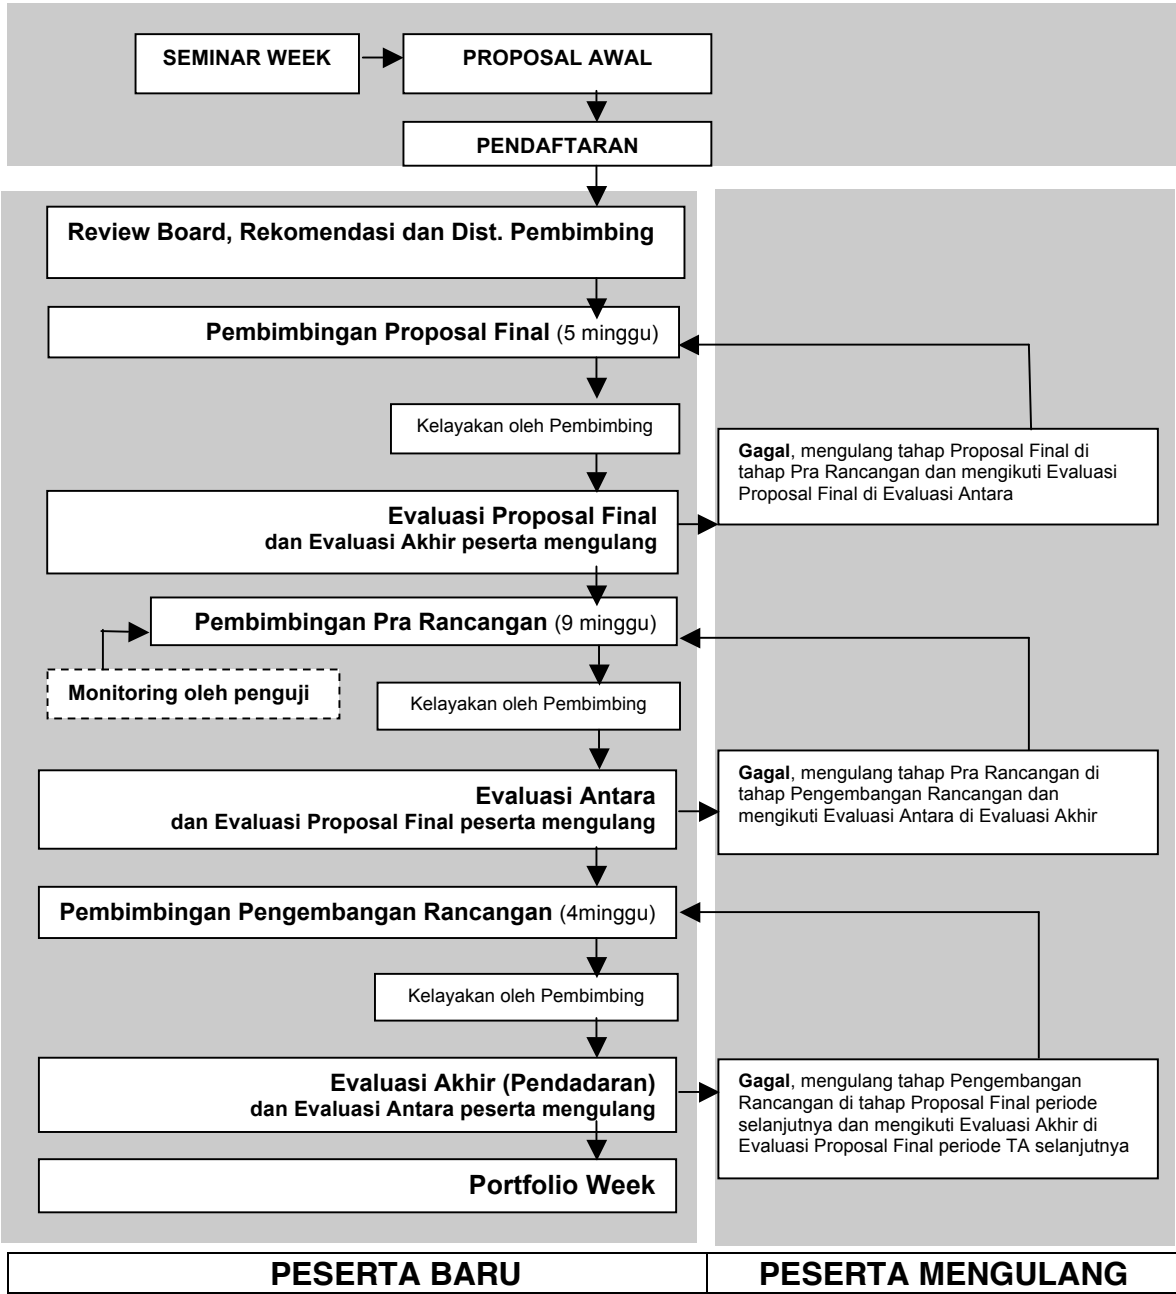 SEMINAR WEEK
PROPOSAL AWAL
PENDAFTARAN
Review Board, Rekomendasi dan Dist. Pembimbing
Pembimbingan Proposal Final (5 minggu)
Kelayakan oleh Pembimbing
Gagal, mengulang tahap Proposal Final di
tahap Pra Rancangan dan mengikuti Evaluasi
Proposal Final di Evaluasi Antara
Evaluasi Proposal Final
dan Evaluasi Akhir peserta mengulang
Pembimbingan Pra Rancangan (9 minggu)
Monitoring oleh penguji
Kelayakan oleh Pembimbing
Gagal, mengulang tahap Pra Rancangan di
tahap Pengembangan Rancangan dan
mengikuti Evaluasi Antara di Evaluasi Akhir
Evaluasi Antara
dan Evaluasi Proposal Final peserta mengulang
Pembimbingan Pengembangan Rancangan (4minggu)
Kelayakan oleh Pembimbing
Evaluasi Akhir (Pendadaran)
dan Evaluasi Antara peserta mengulang
Gagal, mengulang tahap Pengembangan
Rancangan di tahap Proposal Final periode
selanjutnya dan mengikuti Evaluasi Akhir di
Evaluasi Proposal Final periode TA selanjutnya
Portfolio Week
PESERTA BARU
PESERTA MENGULANG